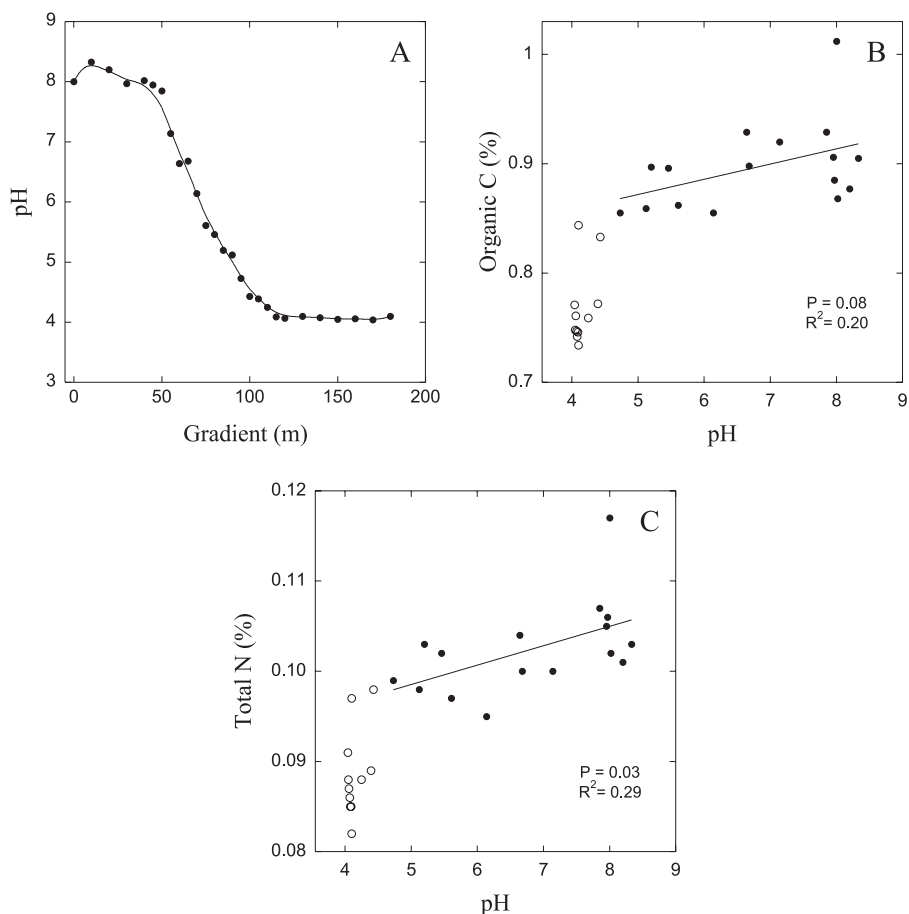 A
9
8
7
6
5
4
3
pH
0
50
100
150
200
Gradient (m)
B
1
0.9
0.8
0.7
Organic C (%)
P = 0.08
R²= 0.20
4
5
6
7
8
9
pH
C
0.12
0.11
0.10
0.09
0.08
Total N (%)
P = 0.03
R²= 0.29
4
5
6
7
8
9
pH